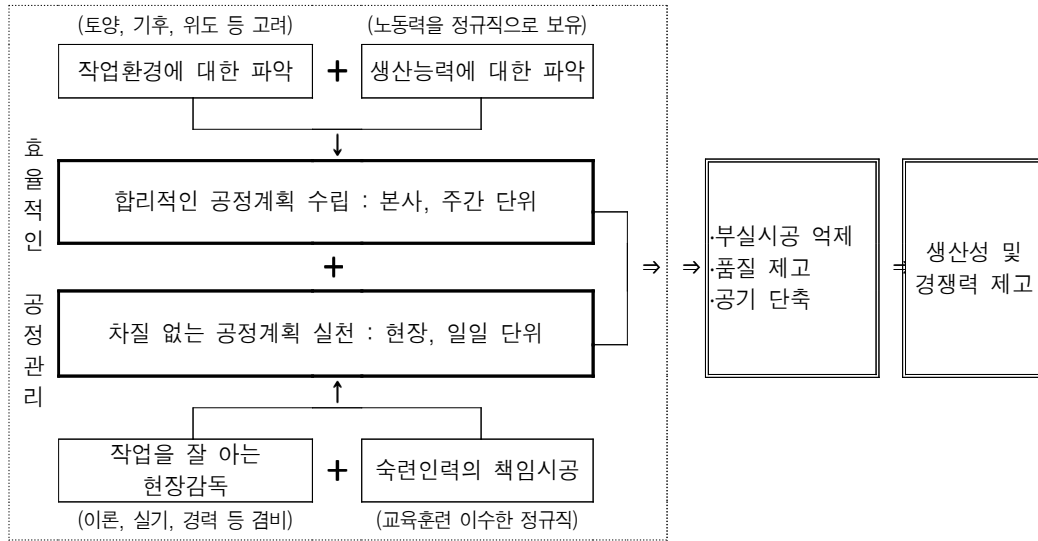 (토양, 기후, 위도 등 고려)
(노동력을 정규직으로 보유)
작업환경에 대한 파악
+
생산능력에 대한 파악
↓
효율적인
합리적인 공정계획 수립 : 본사, 주간 단위
+
⇒
⇒
·부실시공 억제
·품질 제고
·공기 단축
⇒
생산성 및
경쟁력 제고
공정관리
차질 없는 공정계획 실천 : 현장, 일일 단위
↑
작업을 잘 아는
현장감독
+
숙련인력의 책임시공
(이론, 실기, 경력 등 겸비)
(교육훈련 이수한 정규직)